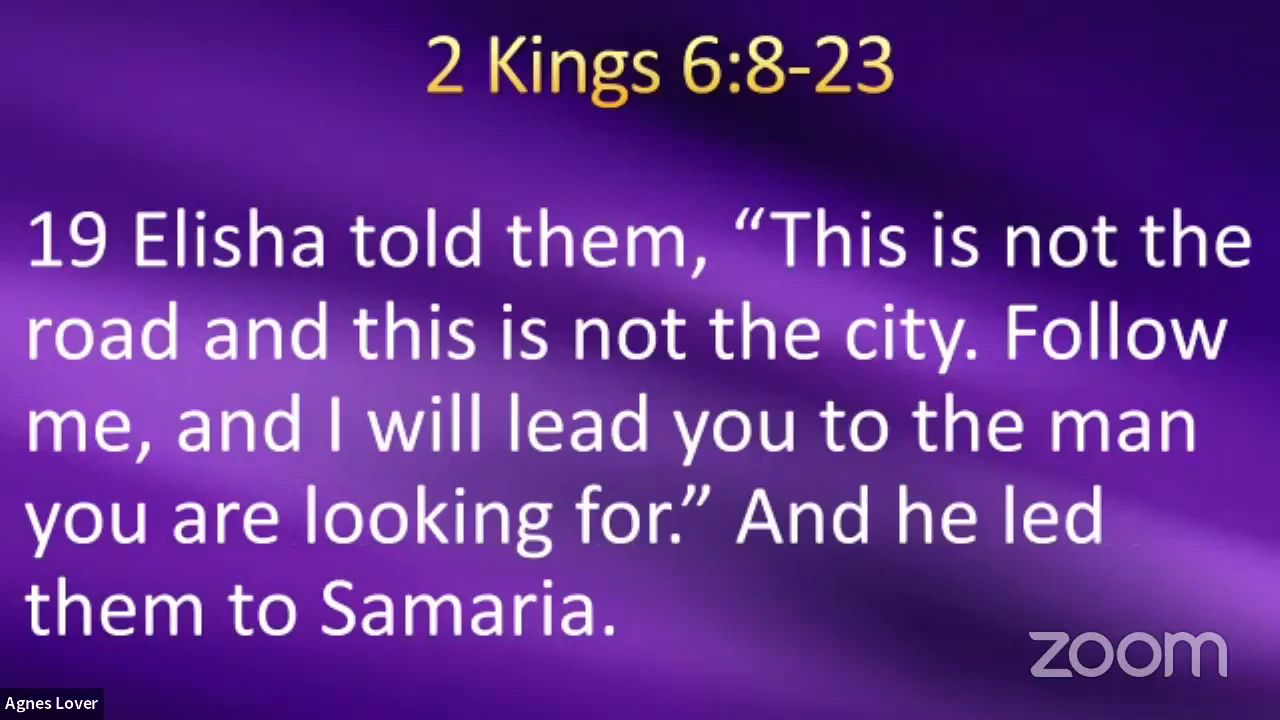 2 Kings 6:8-23
19 Elisha told them, “This is not the
road and this is not the city. Follow
me, and I will lead you to the man
you are looking for.” And he led
them to Samaria.
zoom
Agnes Lover